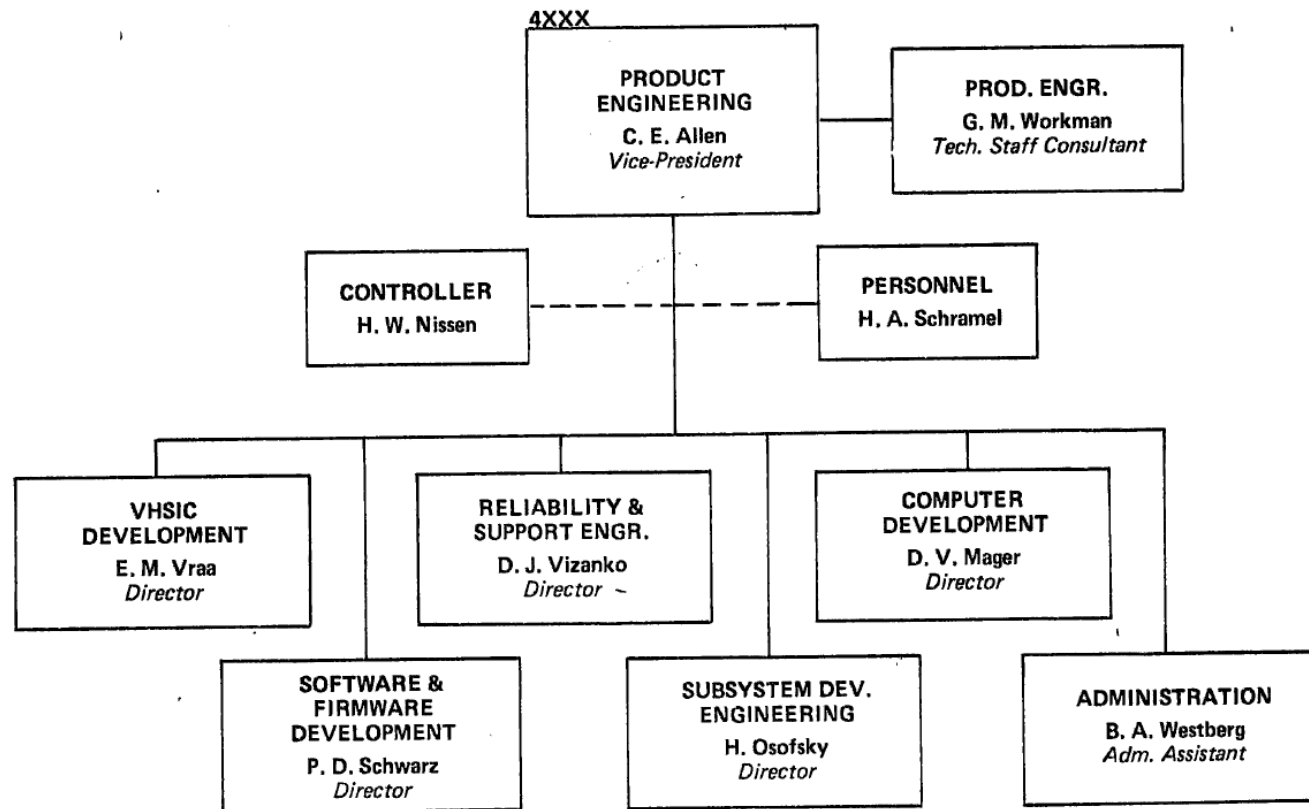 4XXX
PRODUCT
ENGINEERING
C. E. Allen
Vice-President
PROD. ENGR.
G. M. Workman
Tech. Staff Consultant
CONTROLLER
H. W. Nissen
PERSONNEL
H. A. Schramel
VHSIC
DEVELOPMENT
E. M. Vraa
Director
RELIABILITY &
SUPPORT ENGR.
D. J. Vizanko
Director
COMPUTER
DEVELOPMENT
D. V. Mager
Director
SOFTWARE &
FIRMWARE
DEVELOPMENT
P. D. Schwarz
Director
SUBSYSTEM DEV.
ENGINEERING
H. Osofsky
Director
ADMINISTRATION
B. A. Westberg
Adm. Assistant